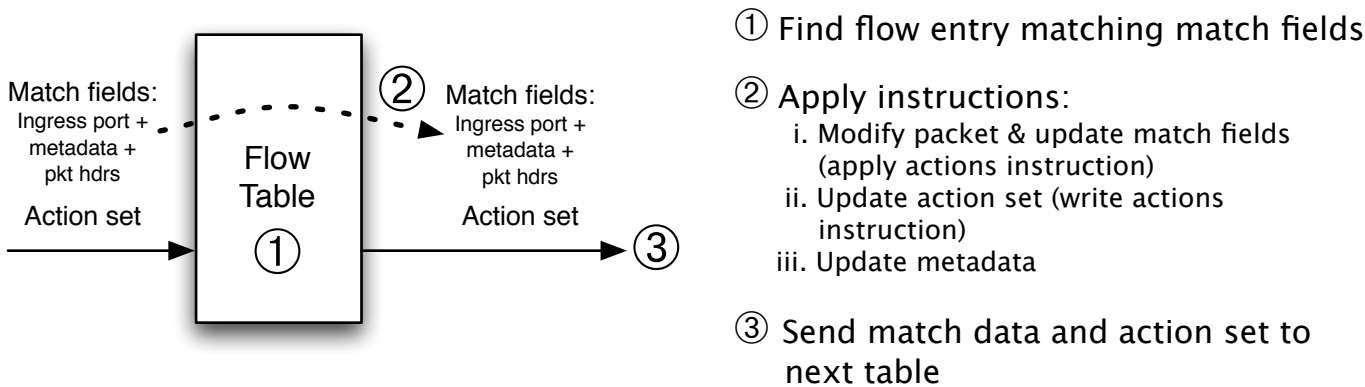 Match fields:
Ingress port +
metadata +
pkt hdrs
Action set
Flow
Table
①
②
Match fields:
Ingress port +
metadata +
pkt hdrs
Action set
③
① Find flow entry matching match fields
② Apply instructions:
i. Modify packet & update match fields
(apply actions instruction)
ii. Update action set (write actions
instruction)
iii. Update metadata
③ Send match data and action set to
next table